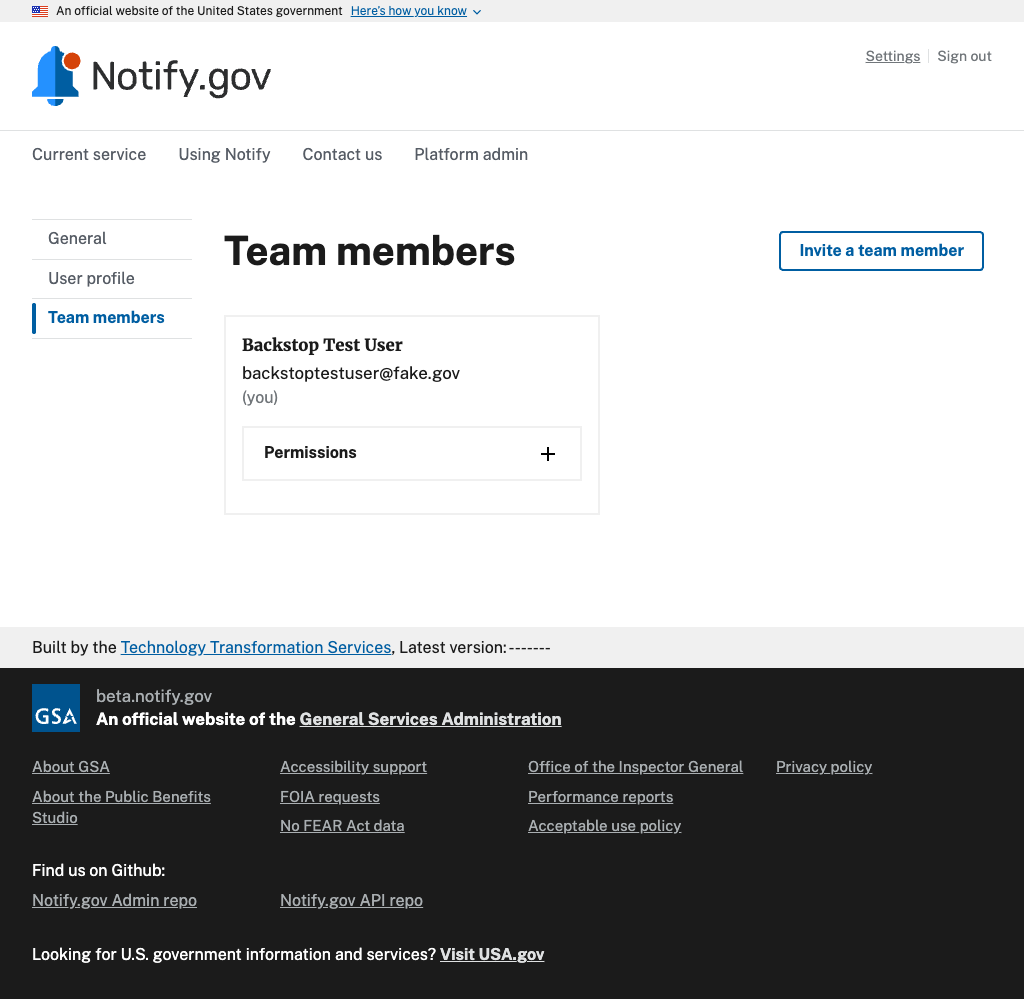 An official website of the United States government Here's how you know
Notify.gov
Settings Sign out
Current service Using Notify Contact us Platform admin
General
User profile
Team members
Team members
Invite a team member
Backstop Test User
backstoptestuser@fake.gov
(you)
Permissions
Built by the Technology Transformation Services, Latest version:-------
GSA
beta.notify.gov
An official website of the General Services Administration
About GSA
About the Public Benefits
Studio
Accessibility support
FOIA requests
No FEAR Act data
Office of the Inspector General
Performance reports
Acceptable use policy
Privacy policy
Find us on Github:
Notify.gov Admin repo Notify.gov API repo
Looking for U.S. government information and services? Visit USA.gov